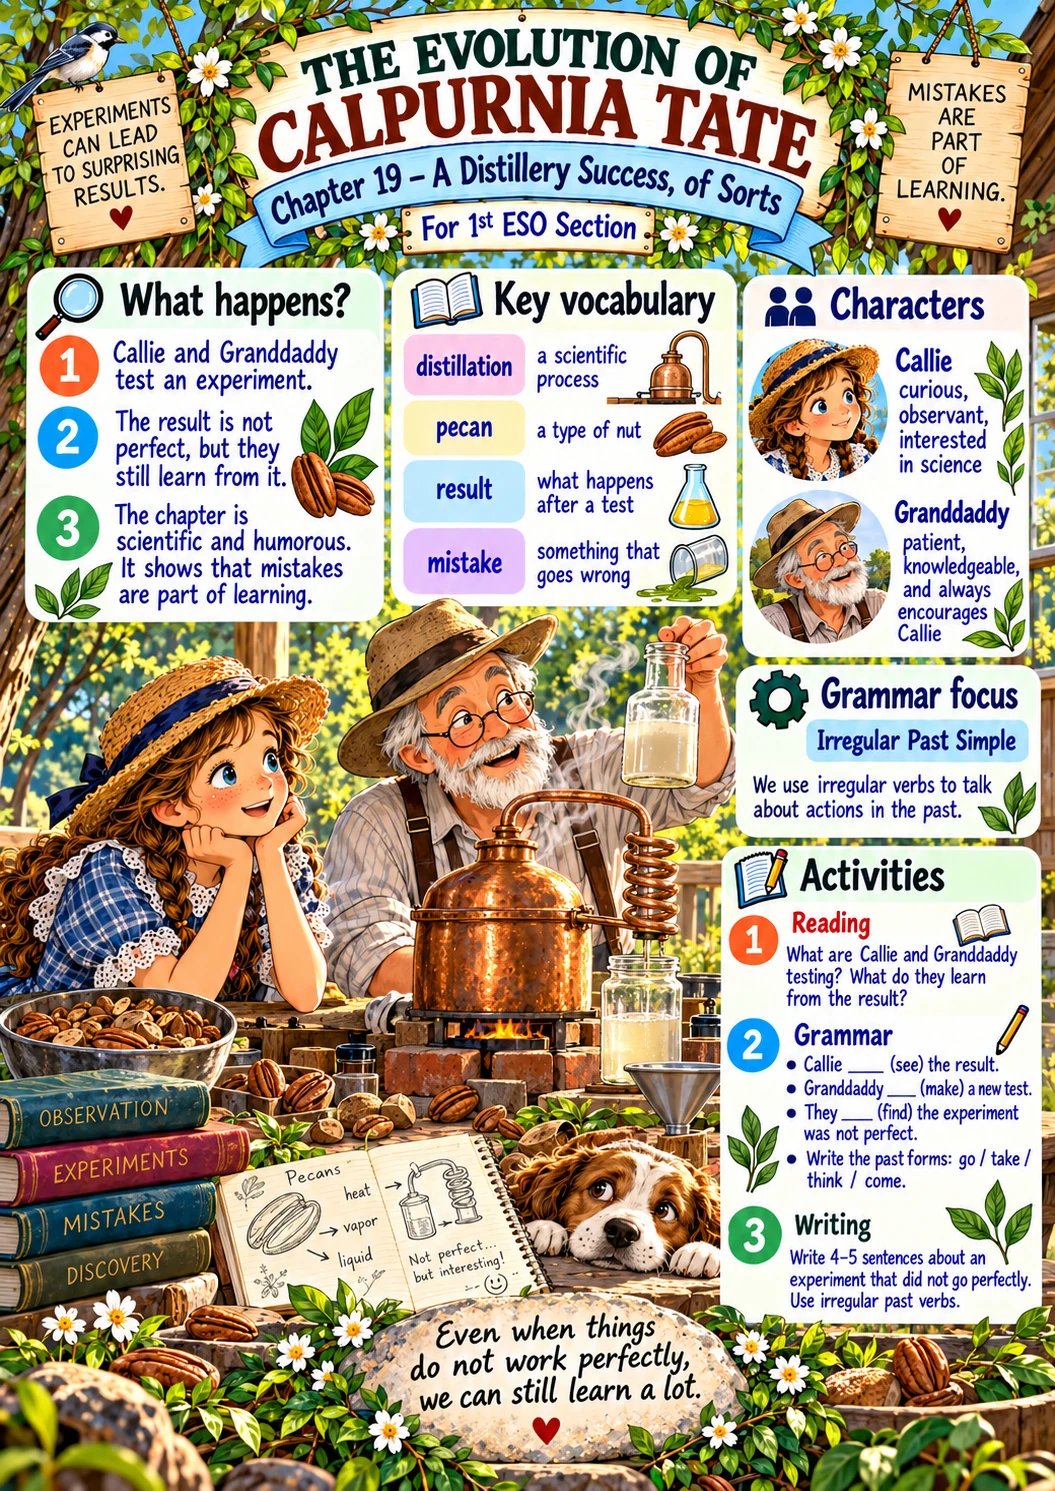 EXPERIMENTS
CAN LEAD
TO SURPRISING
RESULTS.
THE EVOLUTION OF
CALPURNIA TATE
Chapter 19 – A Distillery Success, of Sorts
For 1st ESO Section
MISTAKES
ARE
PART
OF
LEARNING.
What happens?
1
Callie and Granddaddy
test an experiment.
2
The result is not
perfect, but they
still learn from it.
3
The chapter is
scientific and humorous.
It shows that mistakes
are part of learning.
Key vocabulary
distillation
a scientific
process
pecan
a type of nut
result
what happens
after a test
mistake
something that
goes wrong
Characters
Callie
curious,
observant,
interested
in science
Granddaddy
patient,
knowledgeable,
and always
encourages
Callie
Grammar focus
Irregular Past Simple
We use irregular verbs to talk
about actions in the past.
Activities
1 Reading
What are Callie and Granddaddy
testing? What do they learn
from the result?
2 Grammar
• Callie ____ (see) the result.
• Granddaddy ____ (make) a new test.
• They ____ (find) the experiment
was not perfect.
• Write the past forms: go / take /
think / come.
3 Writing
Write 4–5 sentences about an
experiment that did not go perfectly.
Use irregular past verbs.
OBSERVATION
EXPERIMENTS
MISTAKES
DISCOVERY
Pecans
heat
vapor
liquid
Not perfect...
but interesting!
Even when things
do not work perfectly,
we can still learn a lot.